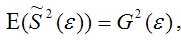 E(S̃ ²(ε)) = G²(ε),